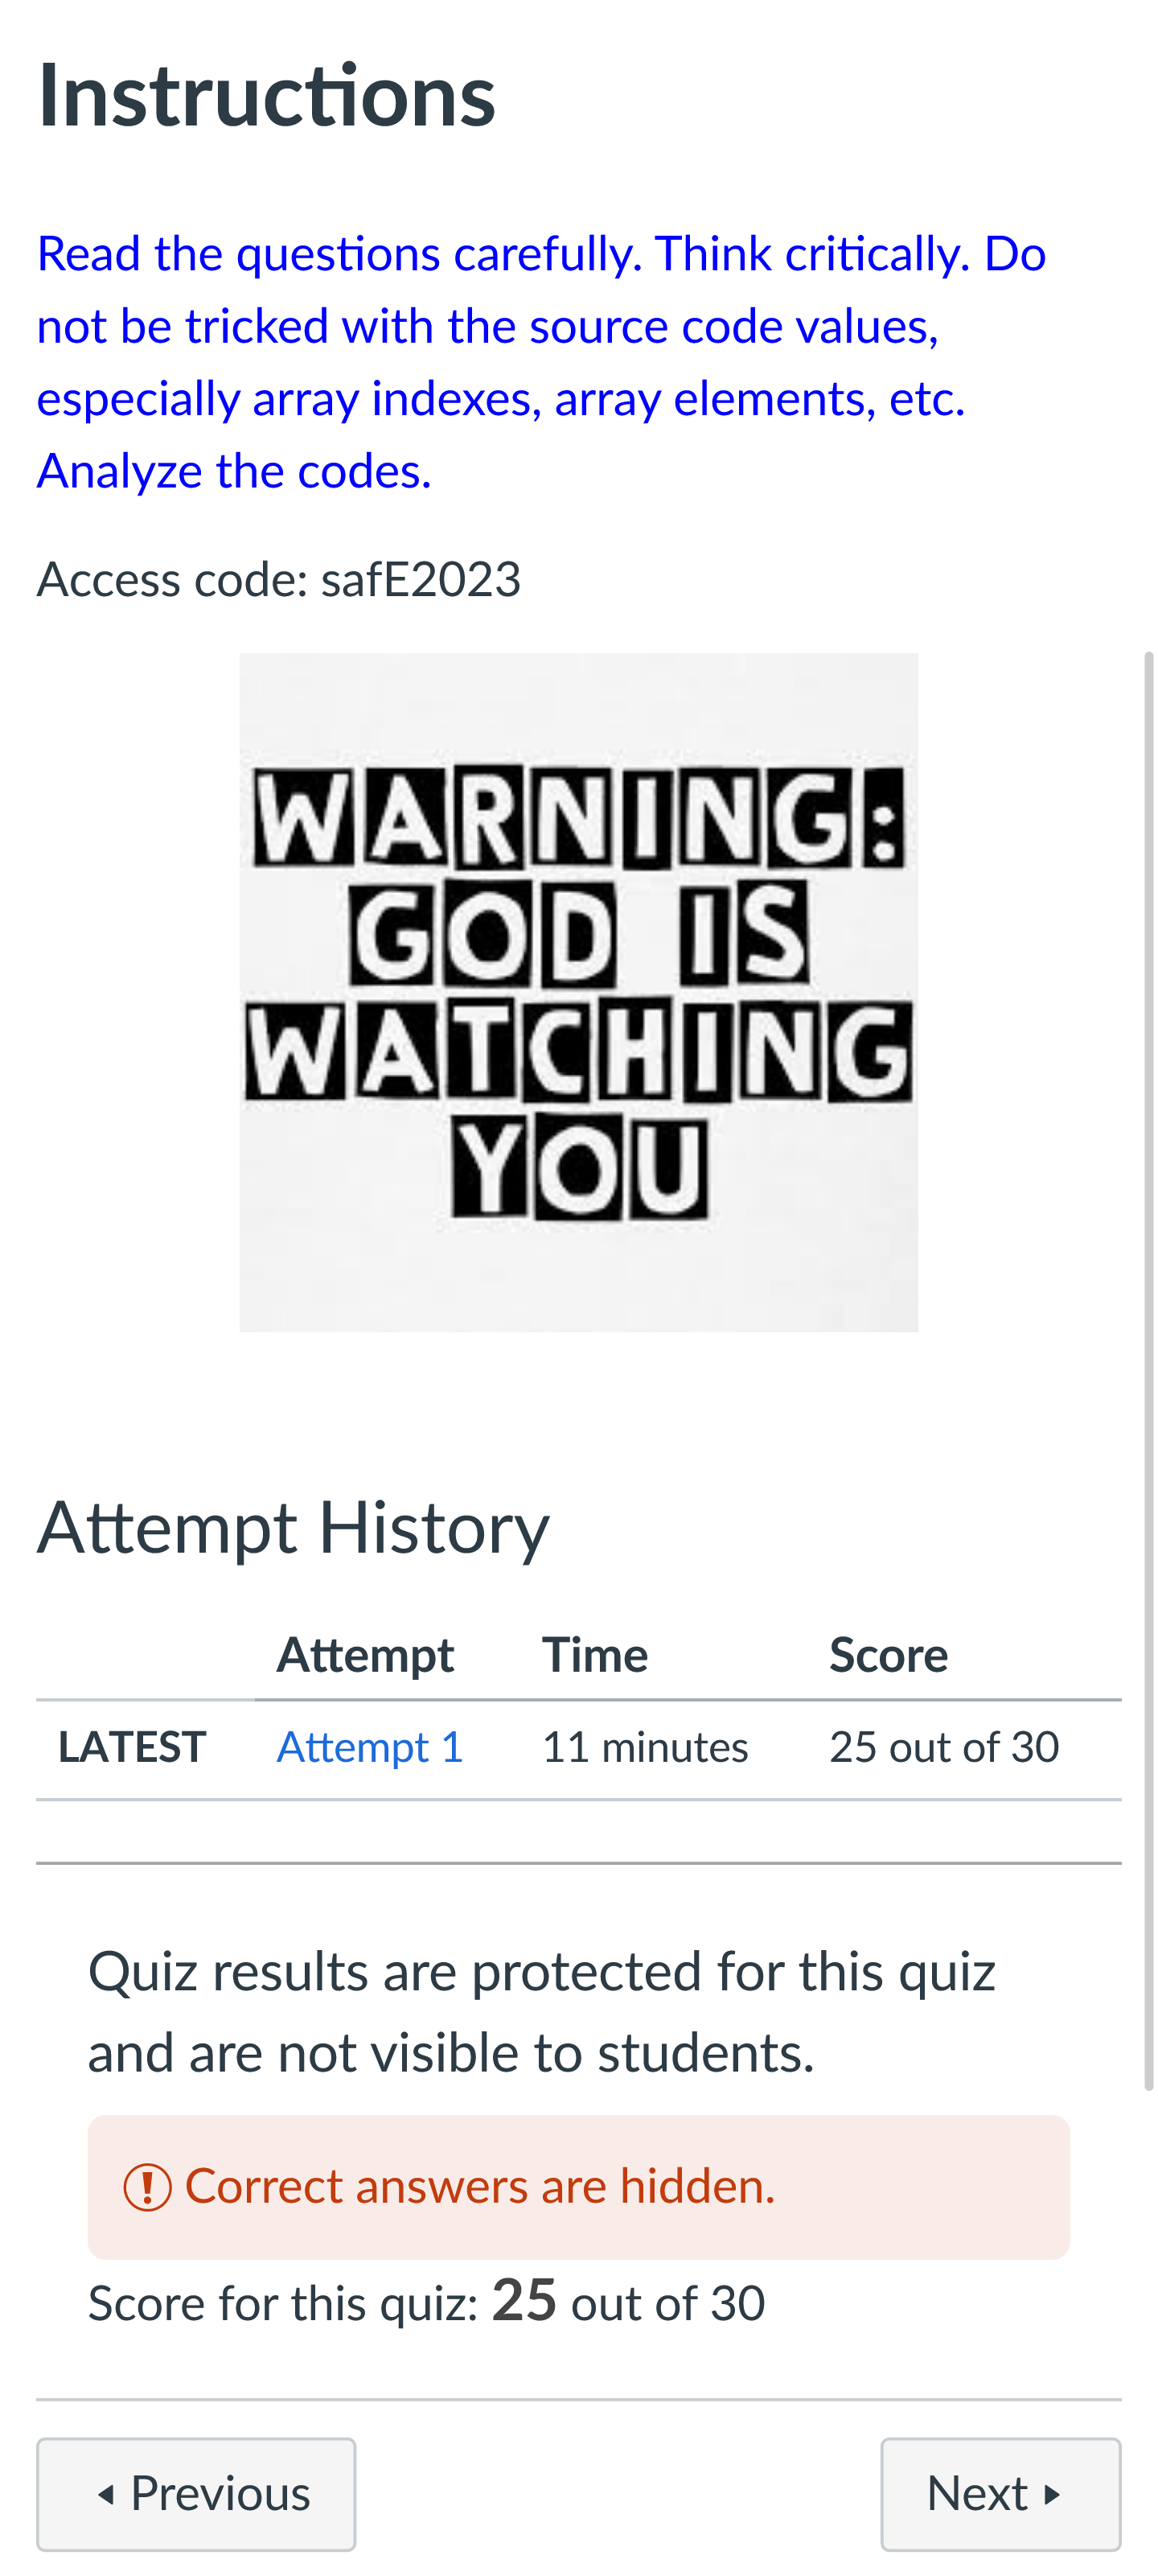 Instructions
Read the questions carefully. Think critically. Do
not be tricked with the source code values,
especially array indexes, array elements, etc.
Analyze the codes.
Access code: safE2023
WARNING:
GOD IS
WATCHING
YOU
Attempt History
Attempt Time Score
LATEST Attempt 1 11 minutes 25 out of 30
Quiz results are protected for this quiz
and are not visible to students.
Correct answers are hidden.
Score for this quiz: 25 out of 30
Previous Next